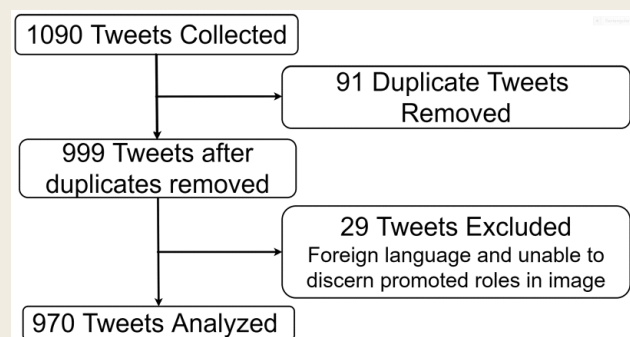 1090 Tweets Collected
91 Duplicate Tweets
Removed
999 Tweets after
duplicates removed
29 Tweets Excluded
Foreign language and unable to
discern promoted roles in image
970 Tweets Analyzed